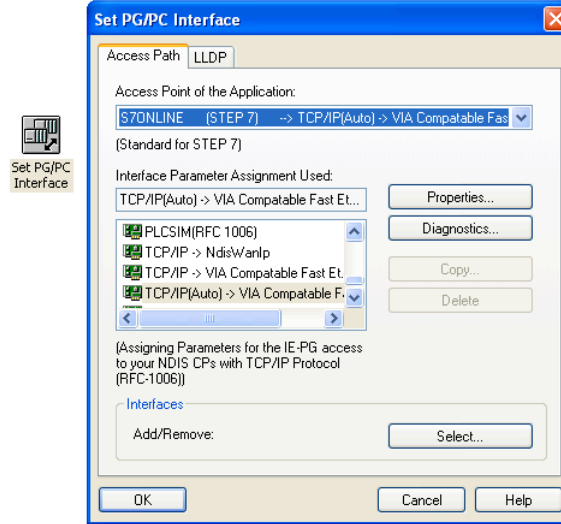 Set PG/PC Interface
Access Path LLDP
Access Point of the Application:
S7ONLINE (STEP 7) --> TCP/IP(Auto) -> VIA Compatable Fas
(Standard for STEP 7)
Set PG/PC
Interface
Interface Parameter Assignment Used:
TCP/IP(Auto) -> VIA Compatable Fast Et... Properties...
PLCSIM(RFC 1006) Diagnostics...
TCP/IP -> NdisWanIp
TCP/IP -> VIA Compatable Fast Et. Copy...
TCP/IP(Auto) -> VIA Compatable F Delete
(Assigning Parameters for the IE-PG access
to your NDIS CPs with TCP/IP Protocol
(RFC-1006))
Interfaces
Add/Remove: Select...
OK Cancel Help